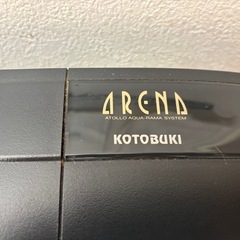 ARENA
ATOLLO AQUA-RAMA SYSTEM
KOTOBUKI